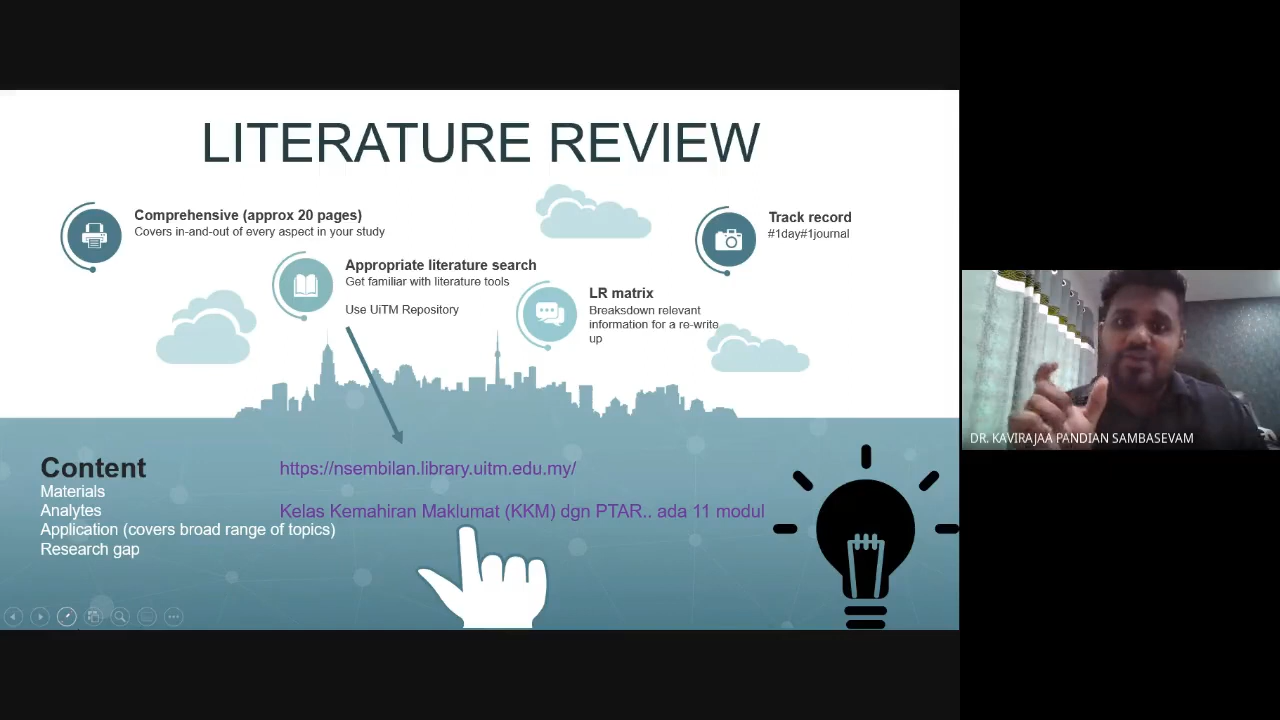 LITERATURE REVIEW
Comprehensive (approx 20 pages)
Covers in-and-out of every aspect in your study
Appropriate literature search
Get familiar with literature tools
Use UiTM Repository
LR matrix
Breaksdown relevant
information for a re-write
up
Track record
#1day#1journal
Content
Materials
Analytes
Application (covers broad range of topics)
Research gap
https://nsembilan.library.uitm.edu.my/
Kelas Kemahiran Maklumat (KKM) dgn PTAR.. ada 11 modul
DR. KAVIRAJAA PANDIAN SAMBASEVAM